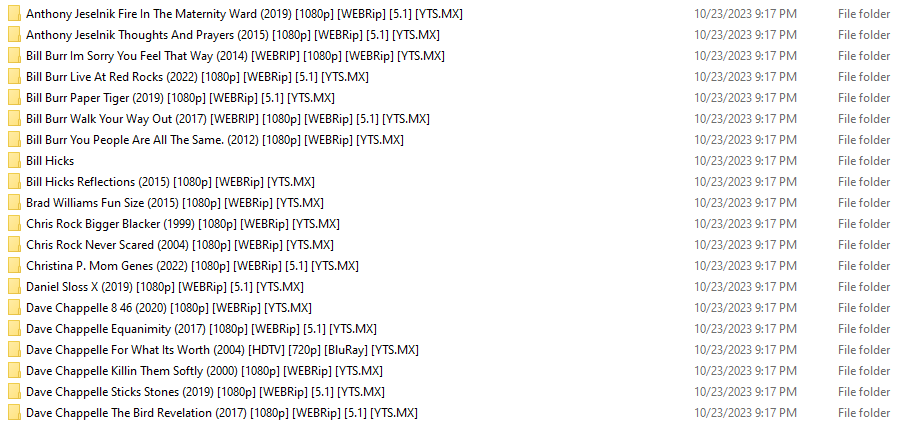 Anthony Jeselnik Fire In The Maternity Ward (2019) [1080p] [WEBRip] [5.1] [YTS.MX] 10/23/2023 9:17 PM File folder
Anthony Jeselnik Thoughts And Prayers (2015) [1080p] [WEBRip] [5.1] [YTS.MX] 10/23/2023 9:17 PM File folder
Bill Burr Im Sorry You Feel That Way (2014) [WEBRIP] [1080p] [WEBRip] [YTS.MX] 10/23/2023 9:17 PM File folder
Bill Burr Live At Red Rocks (2022) [1080p] [WEBRip] [5.1] [YTS.MX] 10/23/2023 9:17 PM File folder
Bill Burr Paper Tiger (2019) [1080p] [WEBRip] [5.1] [YTS.MX] 10/23/2023 9:17 PM File folder
Bill Burr Walk Your Way Out (2017) [WEBRIP] [1080p] [WEBRip] [5.1] [YTS.MX] 10/23/2023 9:17 PM File folder
Bill Burr You People Are All The Same. (2012) [1080p] [WEBRip] [YTS.MX] 10/23/2023 9:17 PM File folder
Bill Hicks 10/23/2023 9:17 PM File folder
Bill Hicks Reflections (2015) [1080p] [WEBRip] [YTS.MX] 10/23/2023 9:17 PM File folder
Brad Williams Fun Size (2015) [1080p] [WEBRip] [YTS.MX] 10/23/2023 9:17 PM File folder
Chris Rock Bigger Blacker (1999) [1080p] [WEBRip] [YTS.MX] 10/23/2023 9:17 PM File folder
Chris Rock Never Scared (2004) [1080p] [WEBRip] [YTS.MX] 10/23/2023 9:17 PM File folder
Christina P. Mom Genes (2022) [1080p] [WEBRip] [5.1] [YTS.MX] 10/23/2023 9:17 PM File folder
Daniel Sloss X (2019) [1080p] [WEBRip] [5.1] [YTS.MX] 10/23/2023 9:17 PM File folder
Dave Chappelle 8 46 (2020) [1080p] [WEBRip] [YTS.MX] 10/23/2023 9:17 PM File folder
Dave Chappelle Equanimity (2017) [1080p] [WEBRip] [5.1] [YTS.MX] 10/23/2023 9:17 PM File folder
Dave Chappelle For What Its Worth (2004) [HDTV] [720p] [BluRay] [YTS.MX] 10/23/2023 9:17 PM File folder
Dave Chappelle Killin Them Softly (2000) [1080p] [WEBRip] [YTS.MX] 10/23/2023 9:17 PM File folder
Dave Chappelle Sticks Stones (2019) [1080p] [WEBRip] [5.1] [YTS.MX] 10/23/2023 9:17 PM File folder
Dave Chappelle The Bird Revelation (2017) [1080p] [WEBRip] [5.1] [YTS.MX] 10/23/2023 9:17 PM File folder